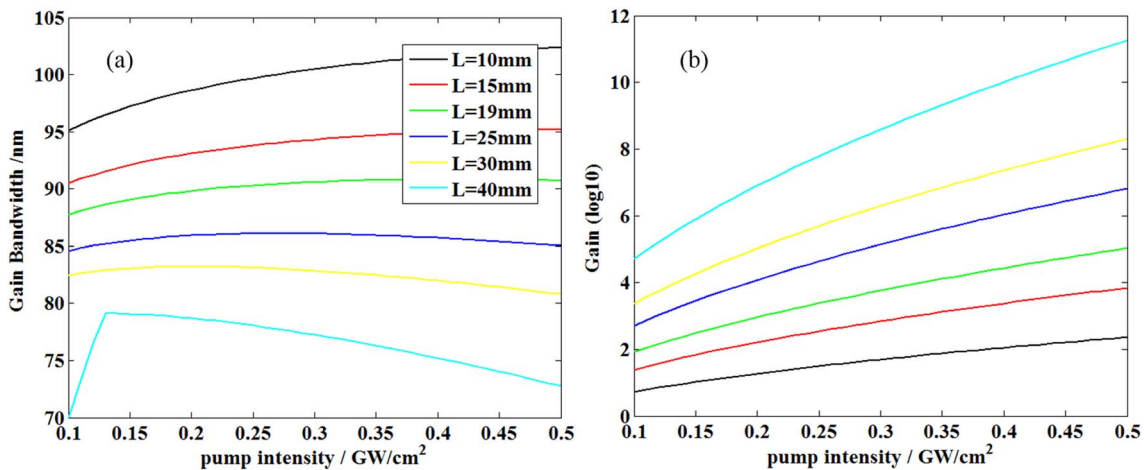 (a)
Gain Bandwidth /nm
105
100
95
90
85
80
75
70
L=10mm
L=15mm
L=19mm
L=25mm
L=30mm
L=40mm
0.1 0.15 0.2 0.25 0.3 0.35 0.4 0.45 0.5
pump intensity / GW/cm²
(b)
Gain (log10)
12
10
8
6
4
2
0
0.1 0.15 0.2 0.25 0.3 0.35 0.4 0.45 0.5
pump intensity / GW/cm²